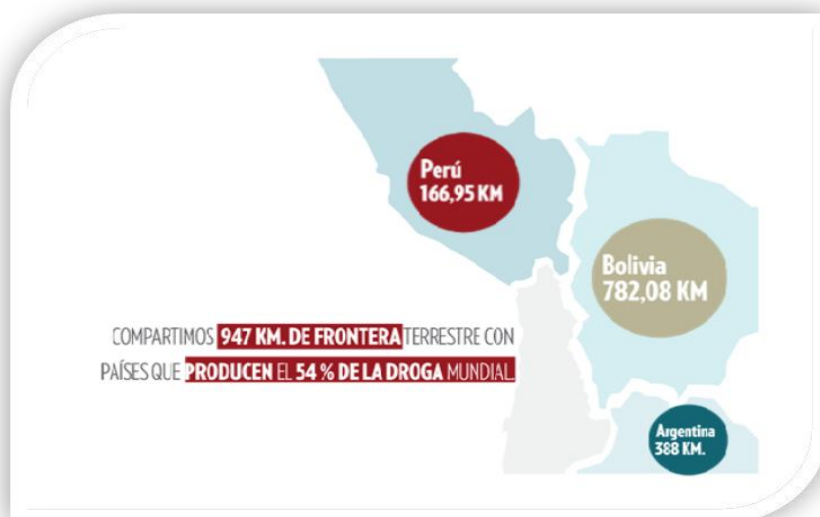 Perú
166,95 KM
Bolivia
782,08 KM
COMPARTIMOS 947 KM. DE FRONTERA TERRESTRE CON
PAÍSES QUE PRODUCEN EL 54 % DE LA DROGA MUNDIAL.
Argentina
388 KM.